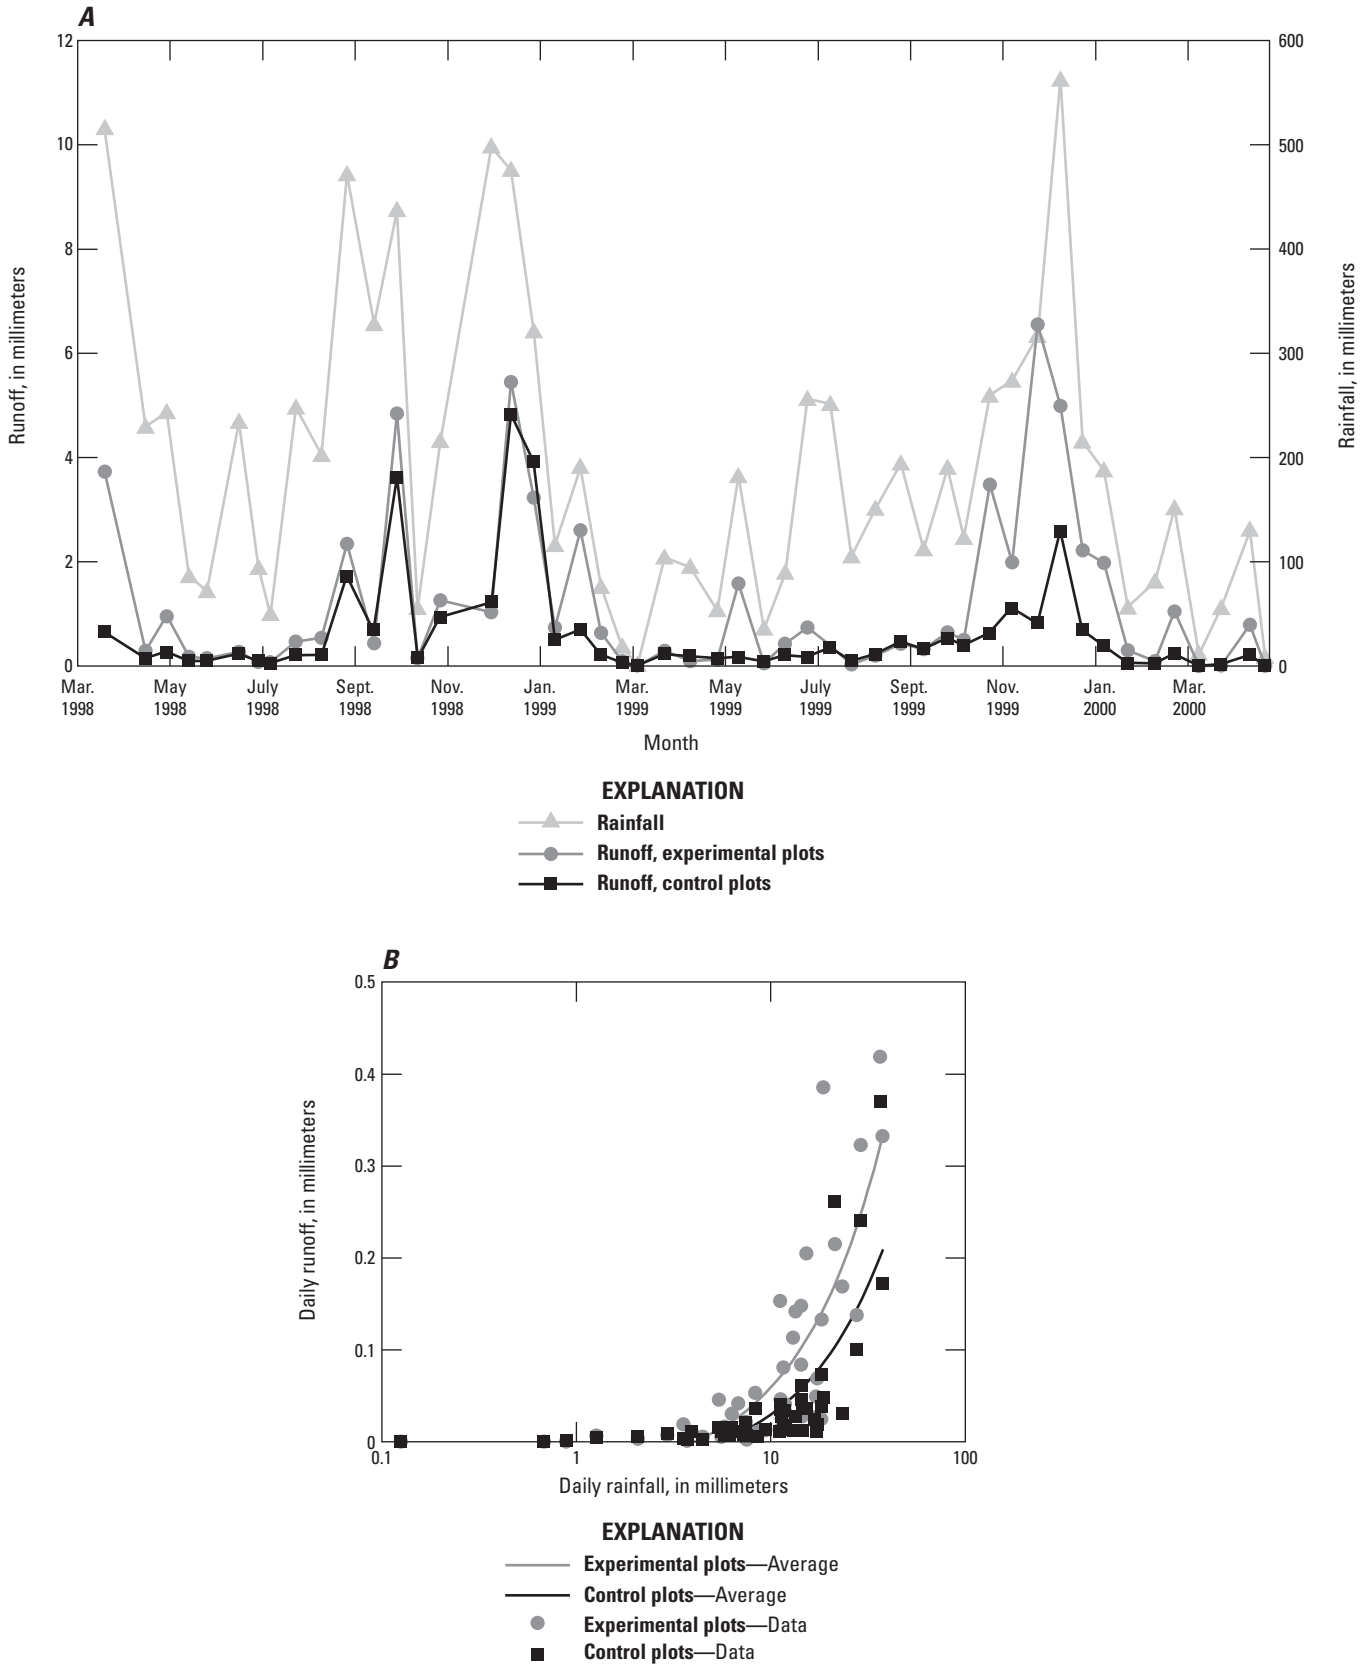 A
12
10
8
6
4
2
0
Runoff, in millimeters
600
500
400
300
200
100
0
Rainfall, in millimeters
Mar. May July Sept. Nov. Jan. Mar. May July Sept. Nov. Jan. Mar.
1998 1998 1998 1998 1998 1999 1999 1999 1999 1999 1999 2000 2000
Month
EXPLANATION
Rainfall
Runoff, experimental plots
Runoff, control plots
B
0.5
0.4
0.3
0.2
0.1
0
Daily runoff, in millimeters
0.1 1 10 100
Daily rainfall, in millimeters
EXPLANATION
Experimental plots—Average
Control plots—Average
Experimental plots—Data
Control plots—Data